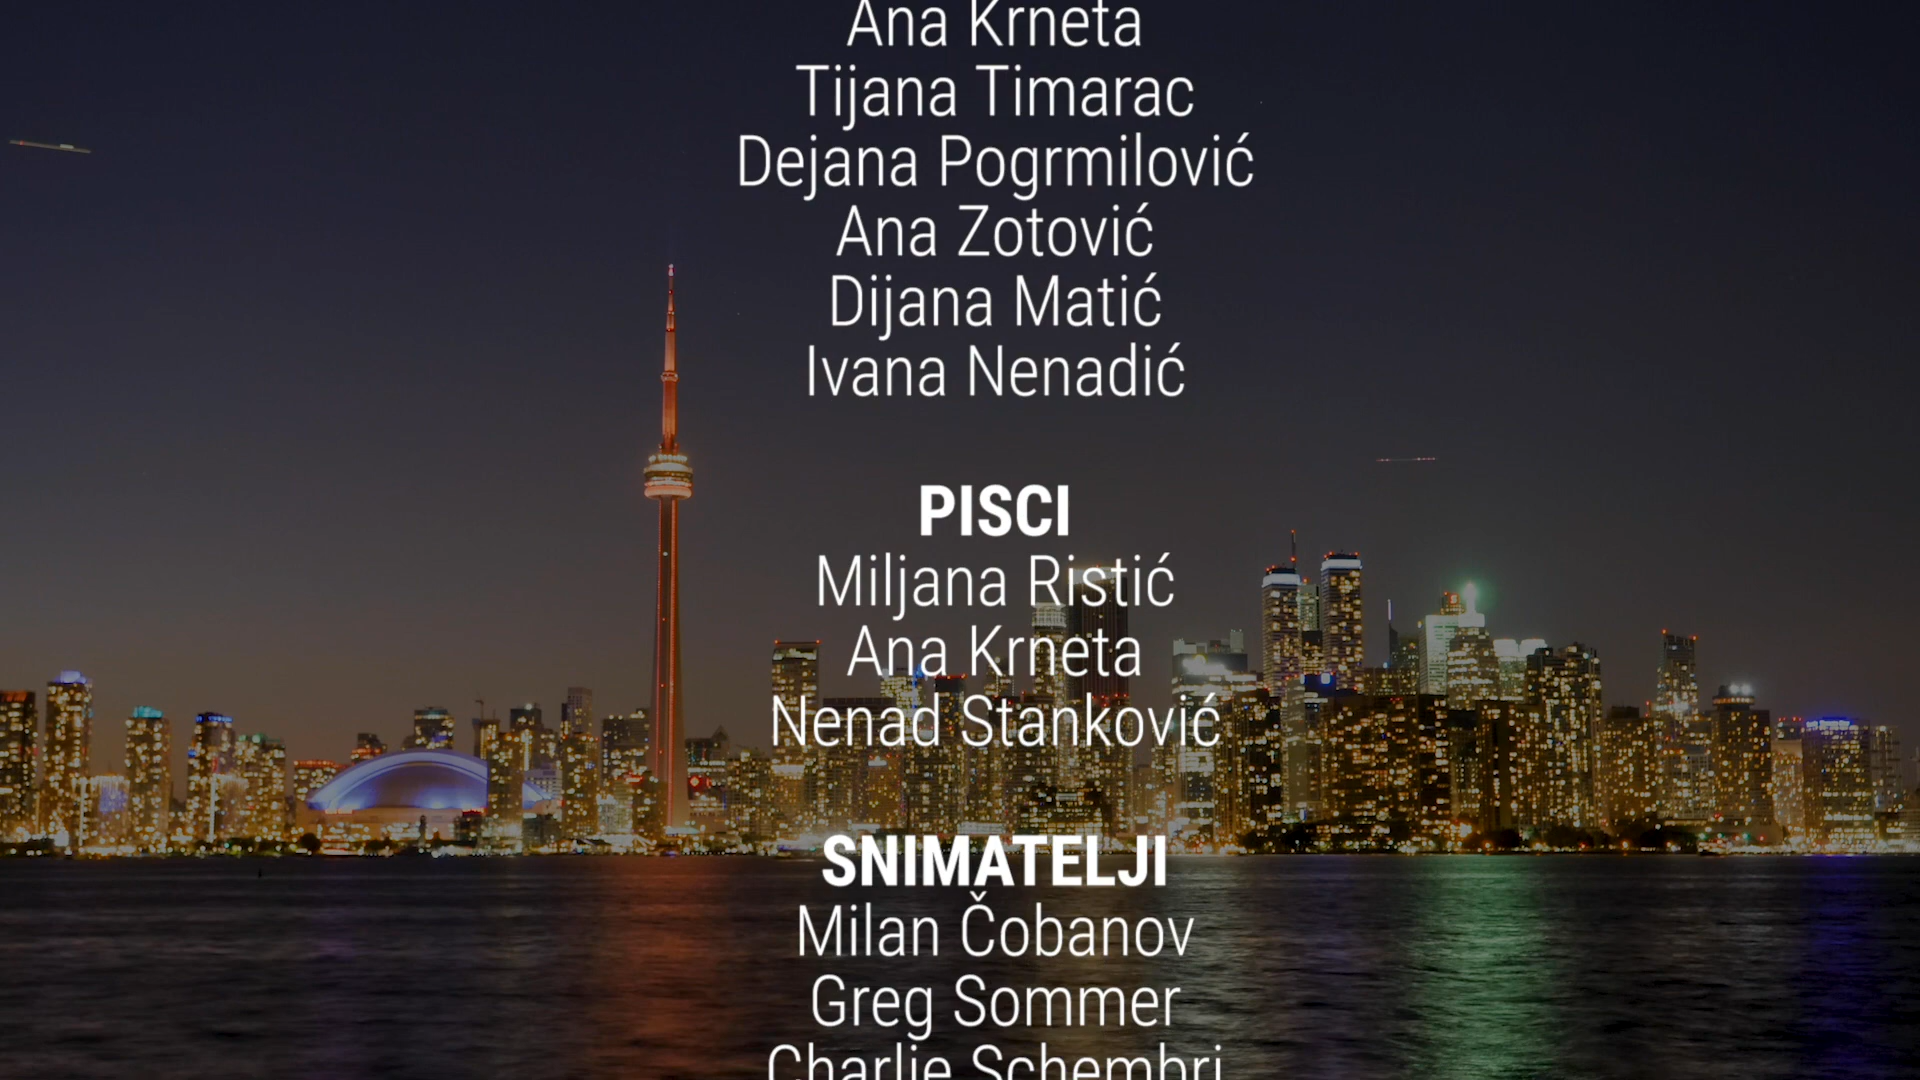 Ana Krneta
Tijana Timarac
Dejana Pogrmilović
Ana Zotović
Dijana Matić
Ivana Nenadić
PISCI
Miljana Ristić
Ana Krneta
Nenad Stanković
SNIMATELJI
Milan Čobanov
Greg Sommer
Charlie Schembri